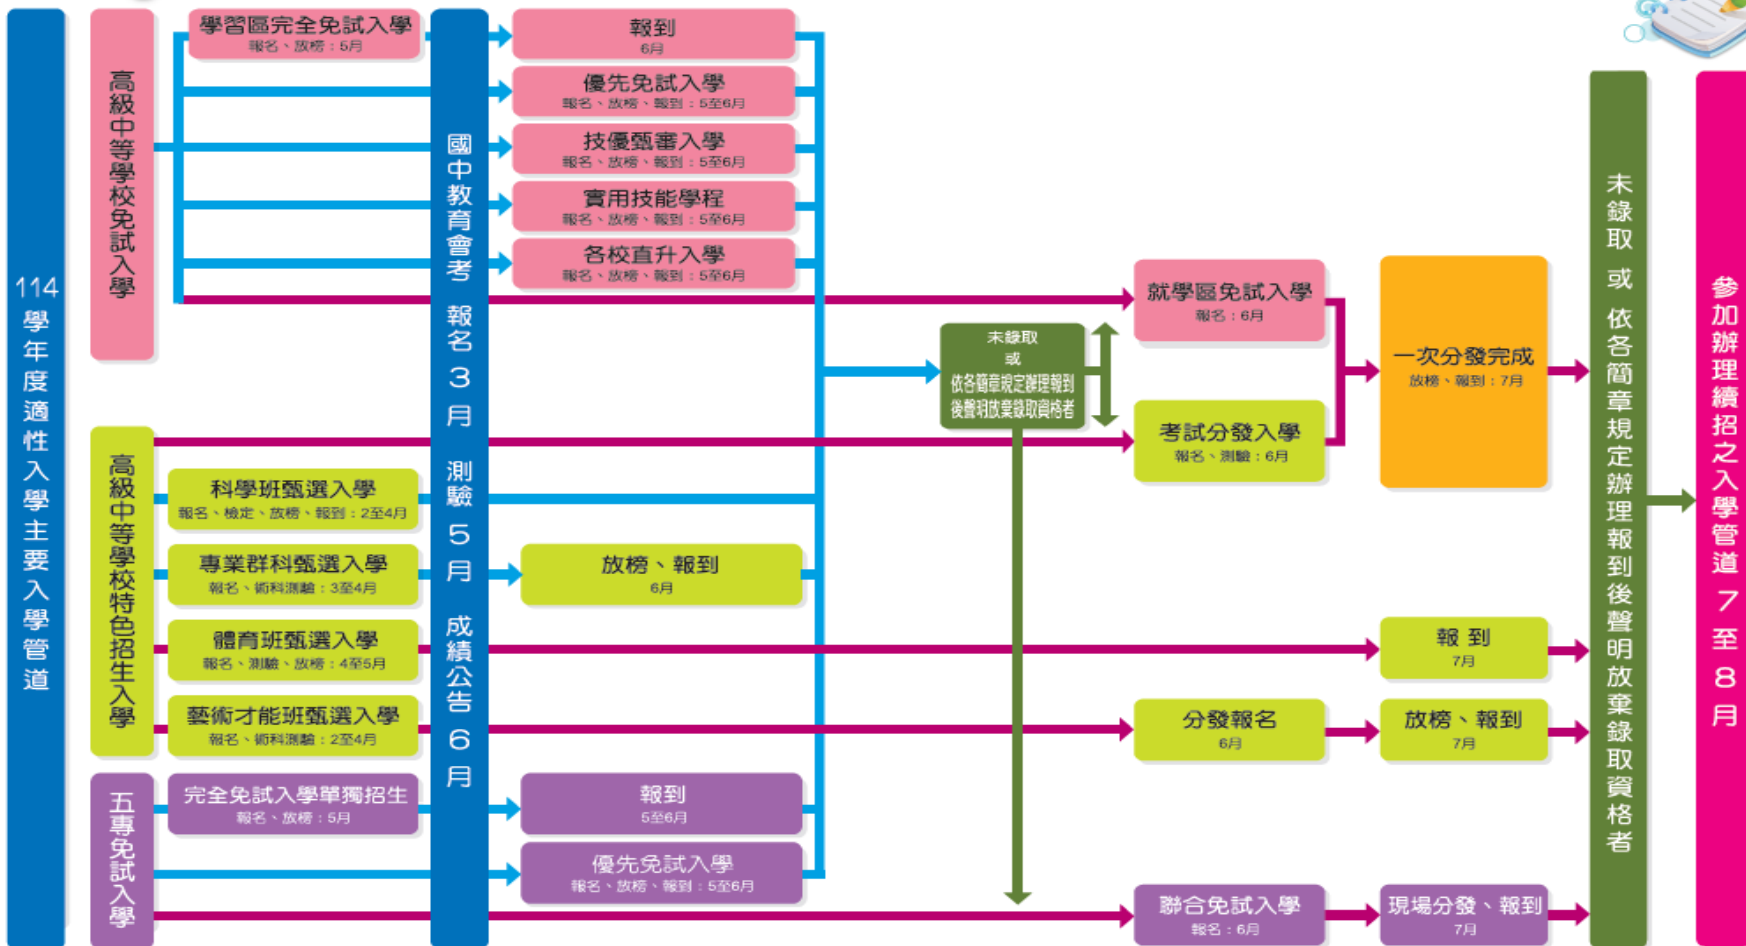 114學年度適性入學主要入學管道
高級中等學校免試入學
學習區完全免試入學
報名、放榜：5月
報到
6月
優先免試入學
報名、放榜、報到：5至6月
技優甄審入學
報名、放榜、報到：5至6月
實用技能學程
報名、放榜、報到：5至6月
各校直升入學
報名、放榜、報到：5至6月
國中教育會考 報名3月 測驗5月 成績公告6月
就學區免試入學
報名：6月
未錄取
或
依各簡章規定辦理報到
後聲明放棄錄取資格者
一次分發完成
放榜、報到：7月
考試分發入學
報名、測驗：6月
高級中等學校特色招生入學
科學班甄選入學
報名、檢定、放榜、報到：2至4月
專業群科甄選入學
報名、術科測驗：3至4月
放榜、報到
6月
體育班甄選入學
報名、測驗、放榜：4至5月
報到
7月
藝術才能班甄選入學
報名、術科測驗：2至4月
分發報名
6月
放榜、報到
7月
五專免試入學
完全免試入學單獨招生
報名、放榜：5月
報到
5至6月
優先免試入學
報名、放榜、報到：5至6月
聯合免試入學
報名：6月
現場分發、報到
7月
未錄取 或 依各簡章規定辦理報到後聲明放棄錄取資格者
參加辦理續招之入學管道7至8月